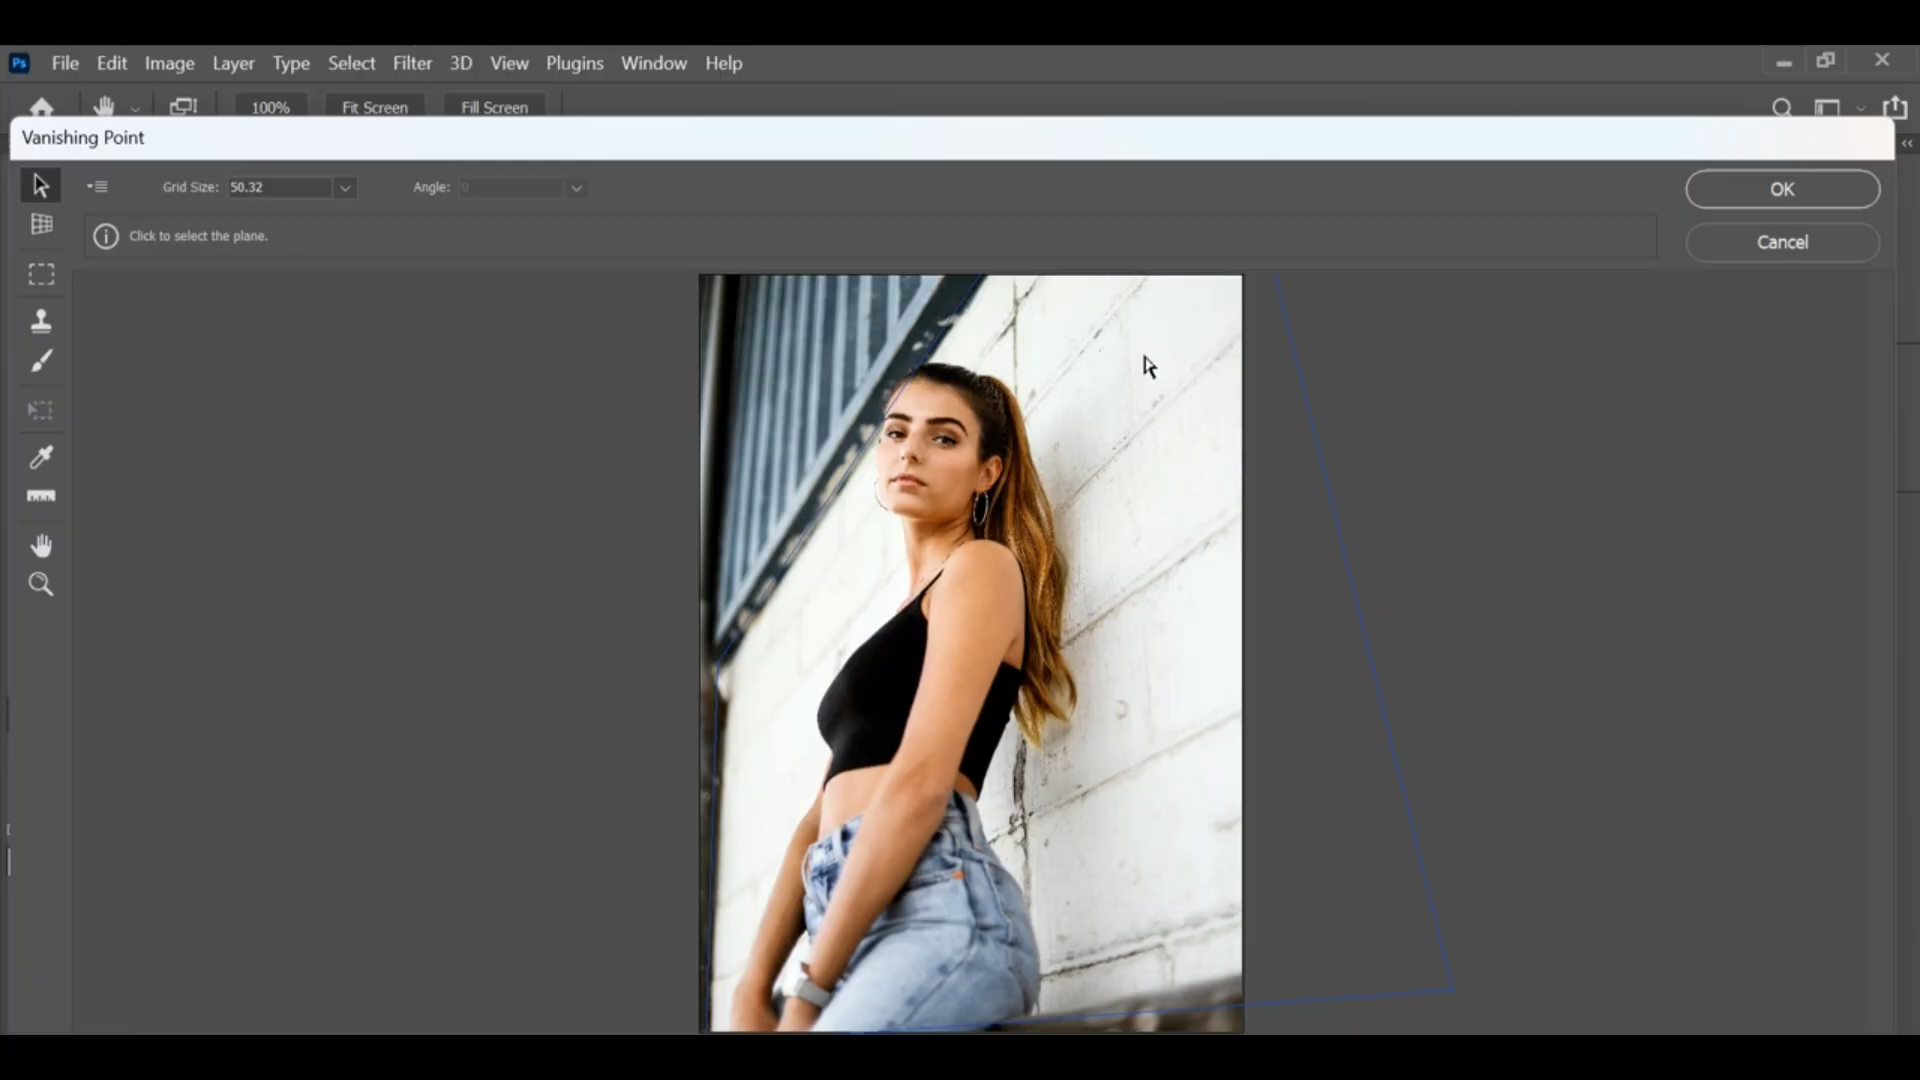 Ps File Edit Image Layer Type Select Filter 3D View Plugins Window Help
100% Fit Screen Fill Screen
Vanishing Point
Grid Size: 50.32 Angle: 0 OK
Click to select the plane.
Cancel